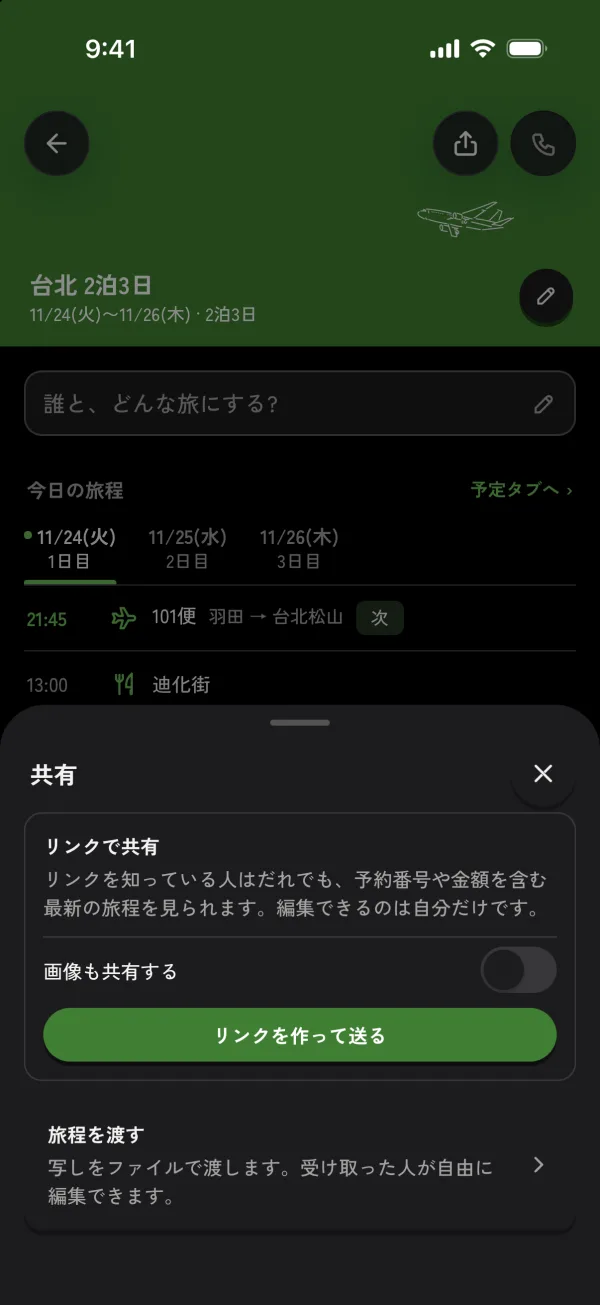 9:41
台北 2泊3日
11/24(火)〜11/26(木) · 2泊3日
誰と、どんな旅にする?
今日の旅程
予定タブへ ›
11/24(火) 11/25(水) 11/26(木)
1日目 2日目 3日目
21:45 101便 羽田 → 台北松山 次
13:00 迪化街
共有
リンクで共有
リンクを知っている人はだれでも、予約番号や金額を含む
最新の旅程を見られます。編集できるのは自分だけです。
画像も共有する
リンクを作って送る
旅程を渡す
写しをファイルで渡します。受け取った人が自由に
編集できます。